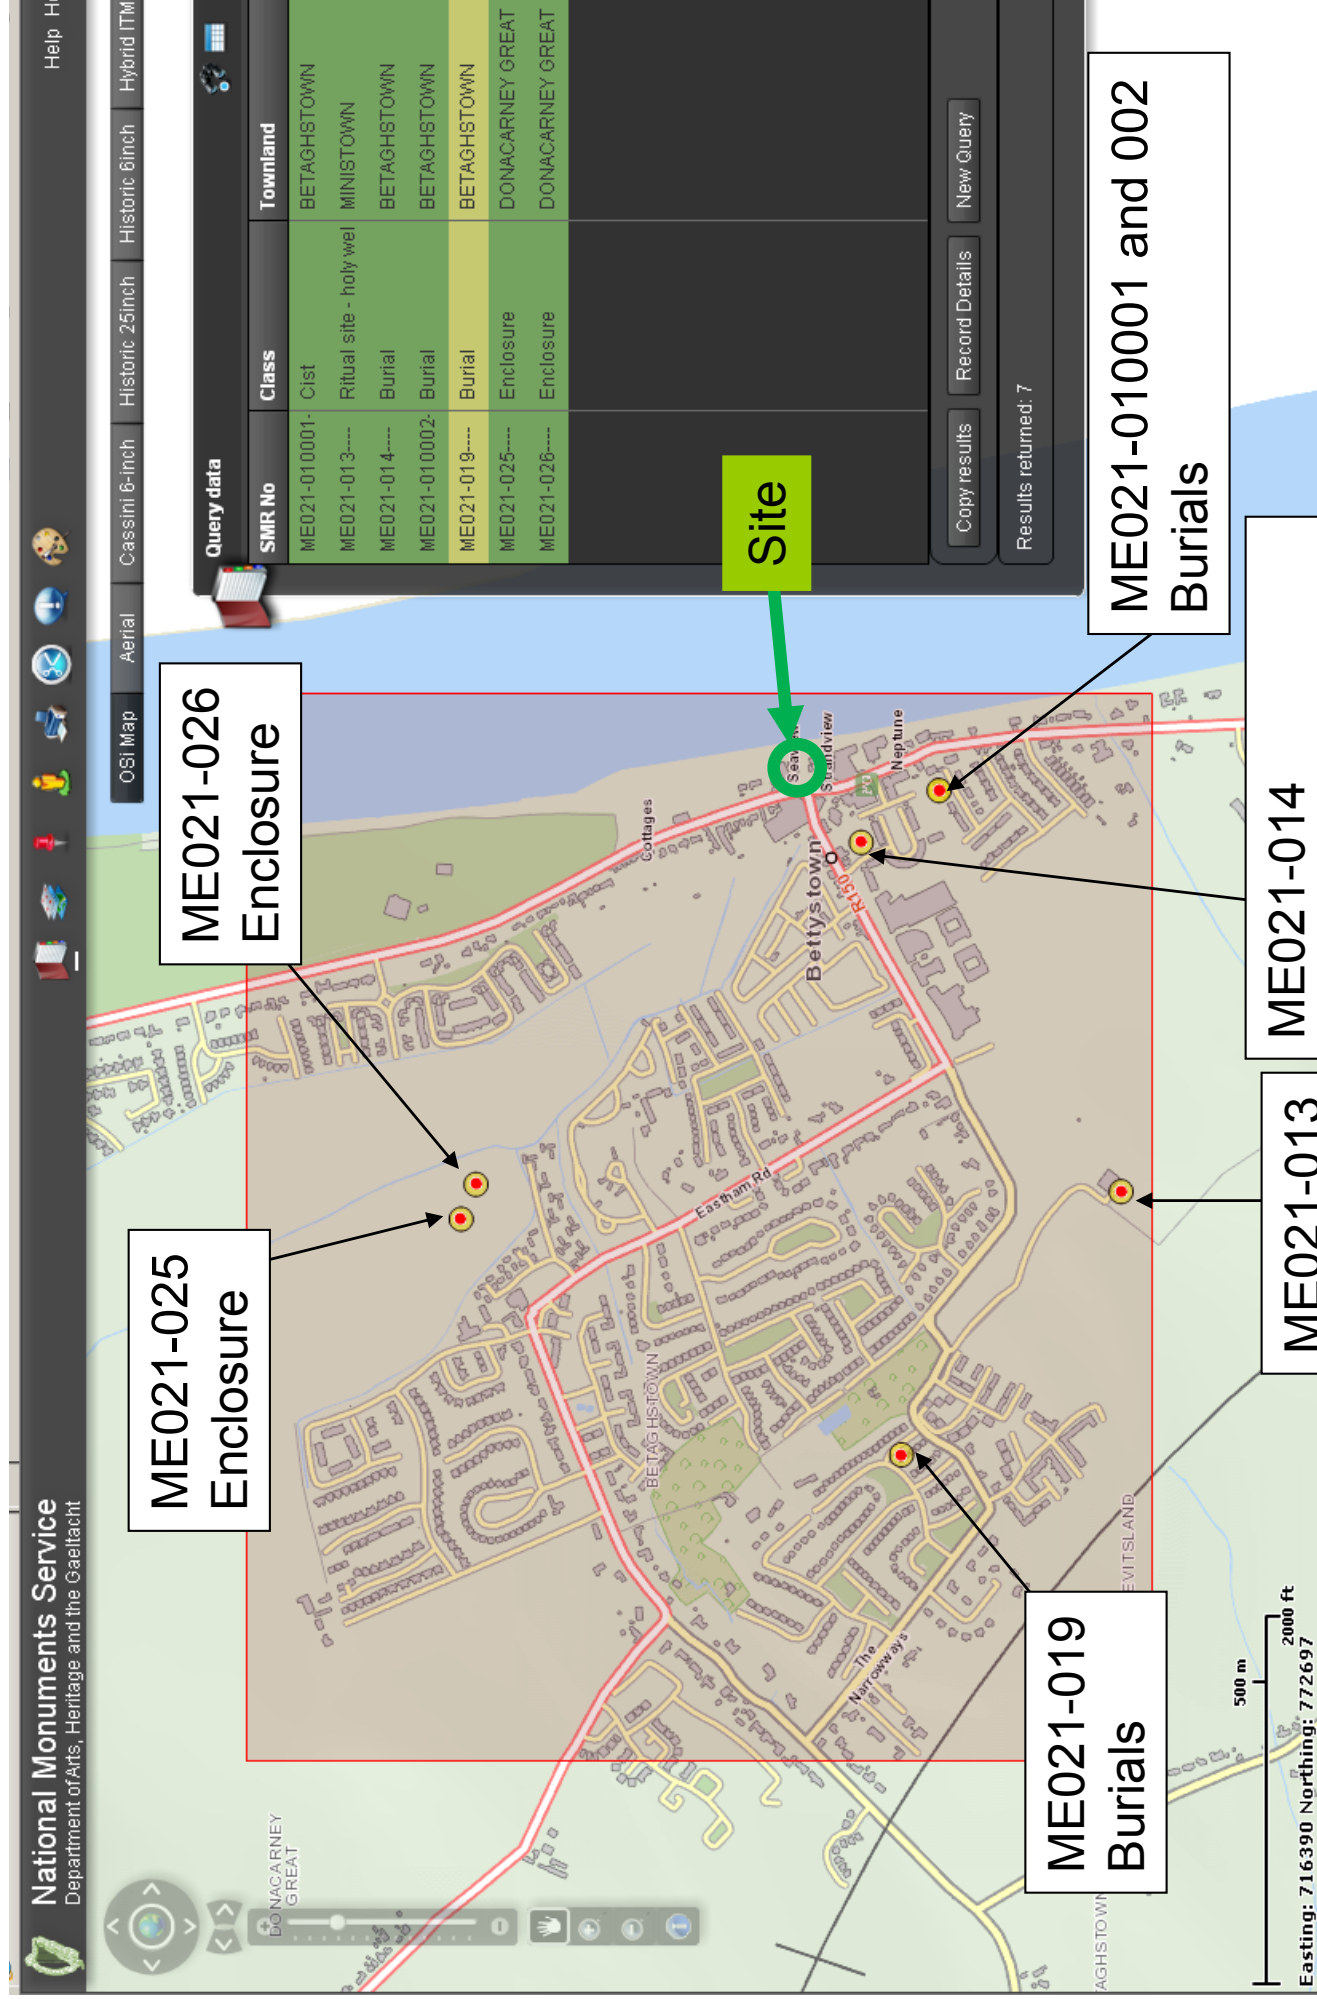 National Monuments Service
Department of Arts, Heritage and the Gaeltacht
Help
OSi Map
Aerial
Cassini 6-inch
Historic 25inch
Historic 6inch
Hybrid ITM
Query data
SMR No Class Townland
ME021-010001- Cist BETAGHSTOWN
ME021-013---- Ritual site - holy wel MINISTOWN
ME021-014---- Burial BETAGHSTOWN
ME021-010002- Burial BETAGHSTOWN
ME021-019---- Burial BETAGHSTOWN
ME021-025---- Enclosure DONACARNEY GREAT
ME021-026---- Enclosure DONACARNEY GREAT
Copy results
Record Details
New Query
Results returned: 7
ME021-025
Enclosure
ME021-026
Enclosure
Site
ME021-010001 and 002
Burials
ME021-014
ME021-013
ME021-019
Burials
DONACARNEY
GREAT
Cottages
Strandview
Neptune
Bettystown
R150
Eastham Rd
BETAGHSTOWN
The
Narrowways
EVITSLAND
AGHSTOWN
500 m
2000 ft
Easting: 716390 Northing: 772697